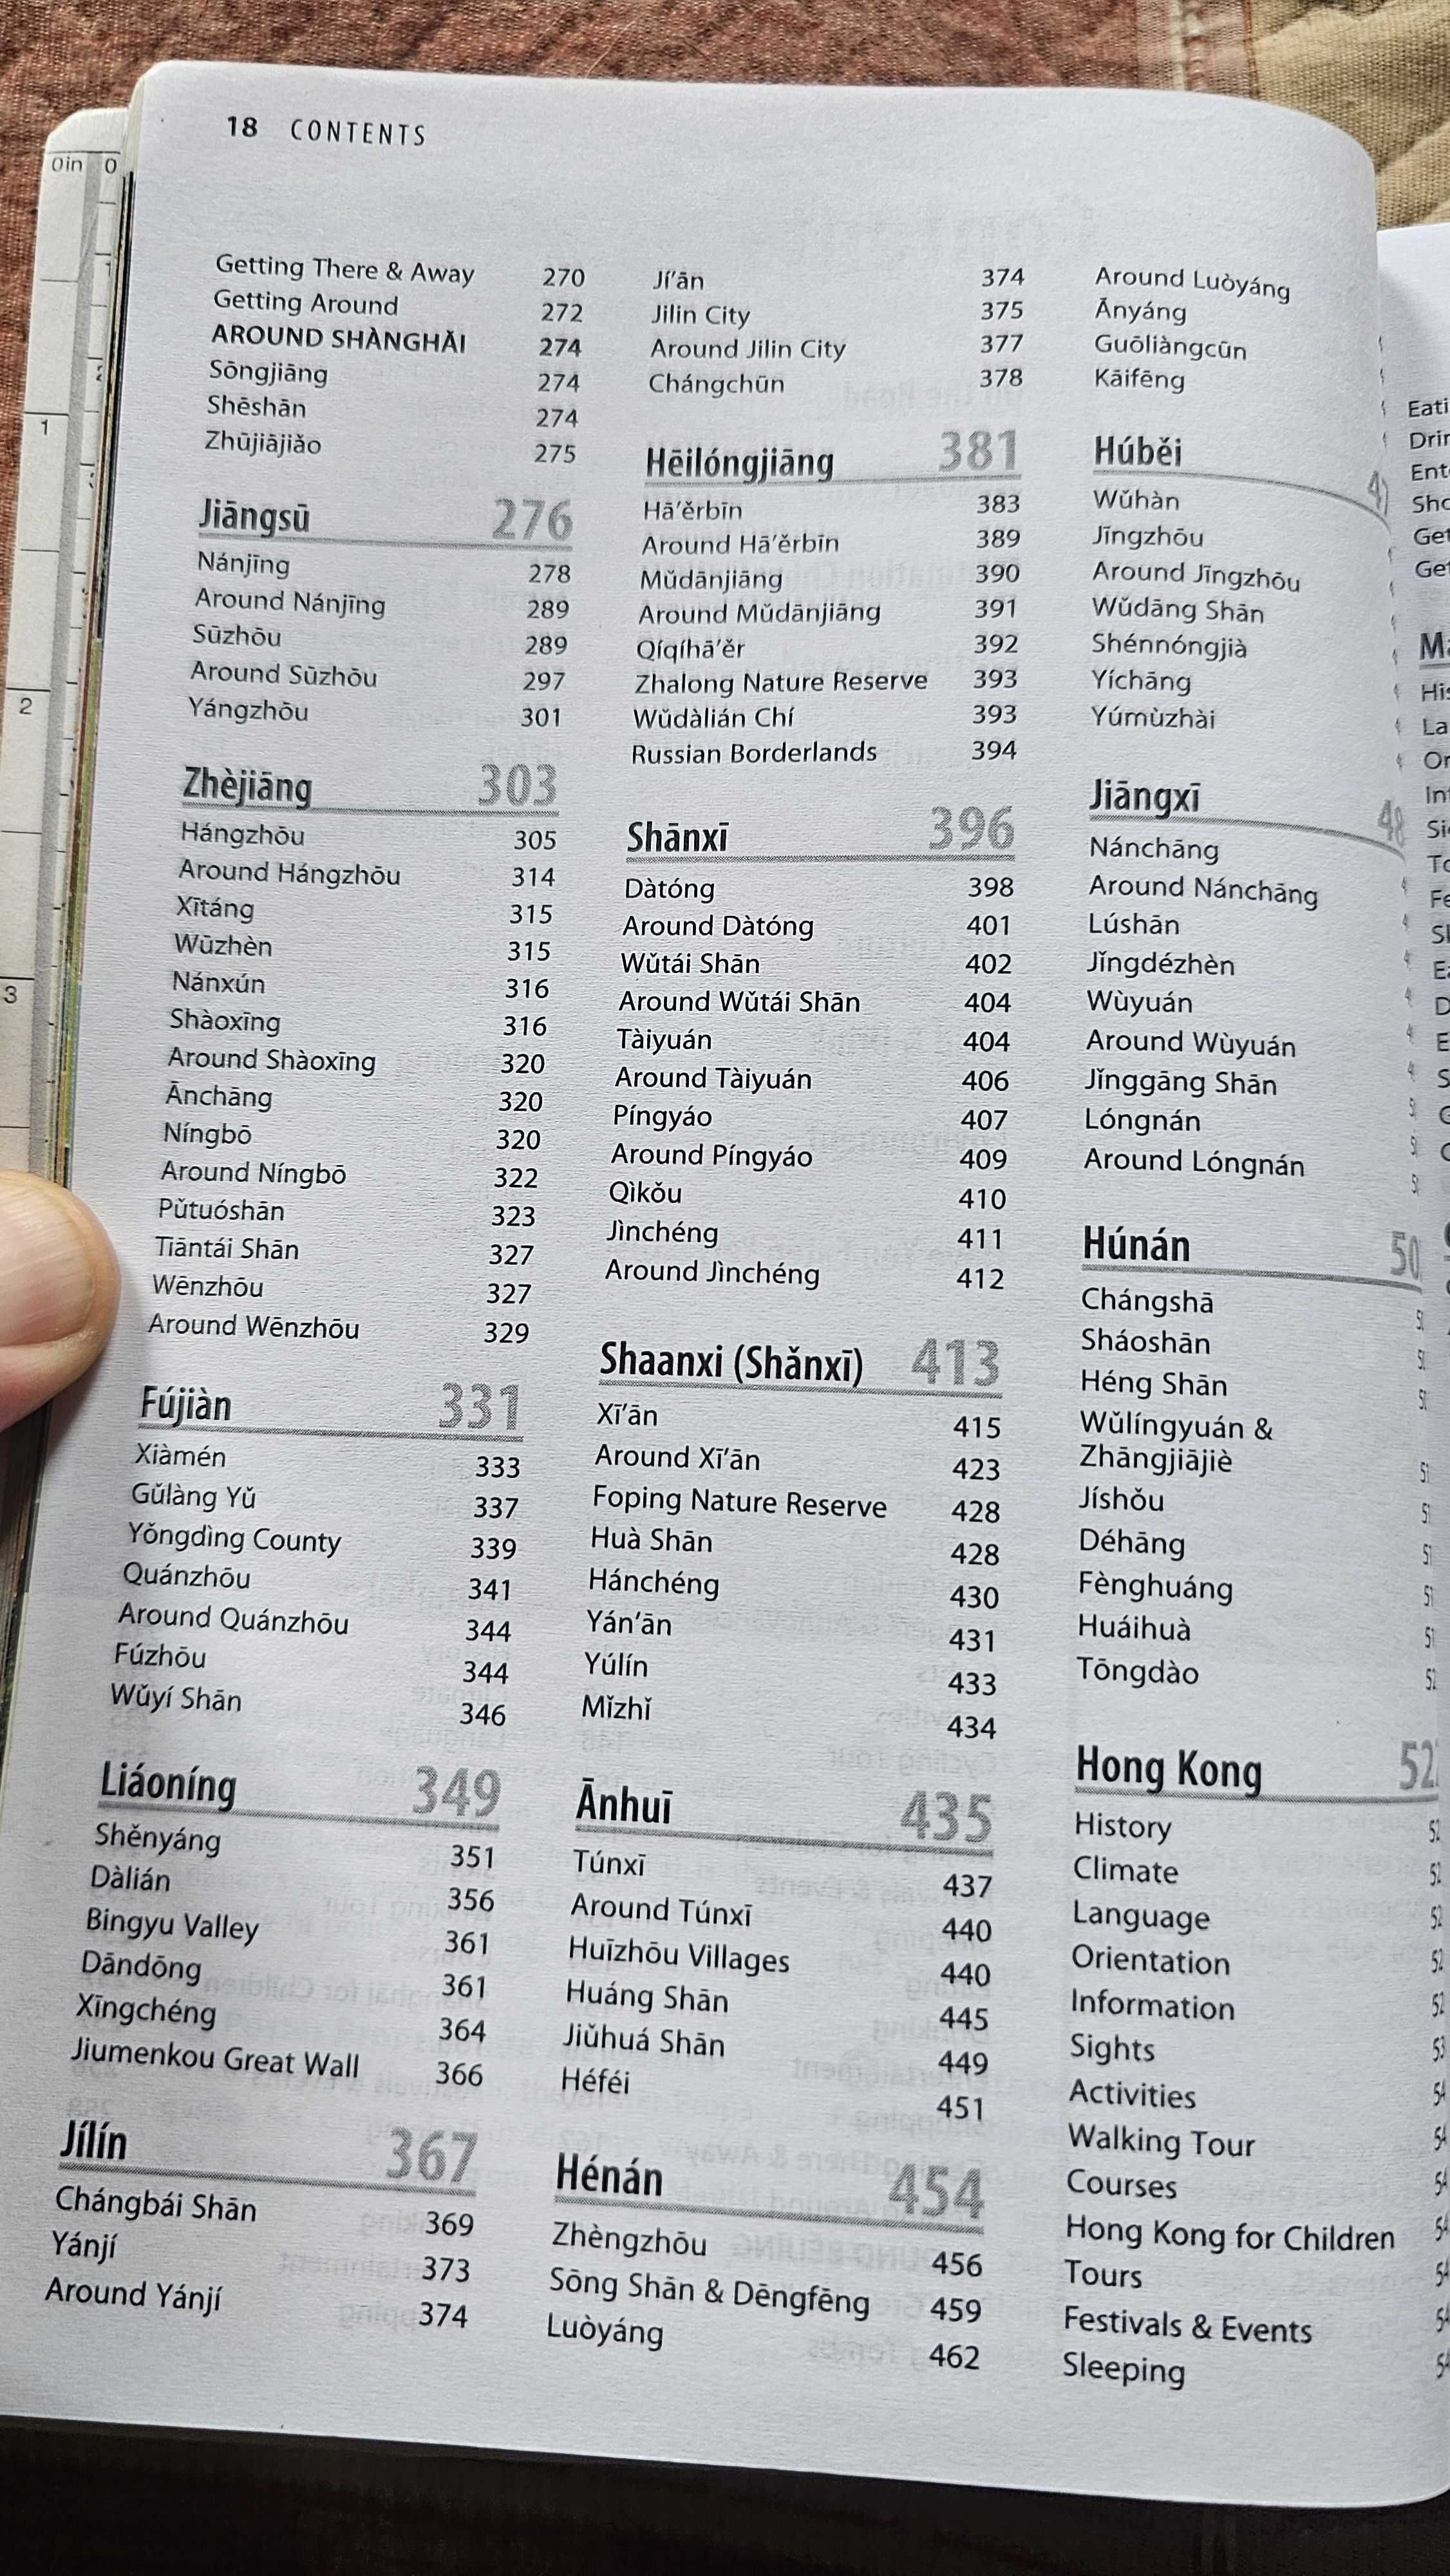 18 CONTENTS
Getting There & Away 270
Getting Around 272
AROUND SHÀNGHǍI 274
Sōngjiāng 274
Shēshān 274
Zhūjiājiǎo 275
Jiāngsū 276
Nánjīng 278
Around Nánjīng 289
Sūzhōu 289
Around Sūzhōu 297
Yángzhōu 301
Zhèjiāng 303
Hángzhōu 305
Around Hángzhōu 314
Xītáng 315
Wūzhèn 315
Nánxún 316
Shàoxīng 316
Around Shàoxīng 320
Ānchāng 320
Níngbō 320
Around Níngbō 322
Pǔtuóshān 323
Tiāntái Shān 327
Wēnzhōu 327
Around Wēnzhōu 329
Fújiàn 331
Xiàmén 333
Gǔlàng Yǔ 337
Yǒngdìng County 339
Quánzhōu 341
Around Quánzhōu 344
Fúzhōu 344
Wǔyí Shān 346
Liáoníng 349
Shěnyáng 351
Dàlián 356
Bingyu Valley 361
Dāndōng 361
Xīngchéng 364
Jiumenkou Great Wall 366
Jílín 367
Chángbái Shān 369
Yánjí 373
Around Yánjí 374
Jí'ān 374
Jilin City 375
Around Jilin City 377
Chángchūn 378
Hēilóngjiāng 381
Hā'ěrbīn 383
Around Hā'ěrbīn 389
Mǔdānjiāng 390
Around Mǔdānjiāng 391
Qíqíhā'ěr 392
Zhalong Nature Reserve 393
Wǔdàlián Chí 393
Russian Borderlands 394
Shānxī 396
Dàtóng 398
Around Dàtóng 401
Wǔtái Shān 402
Around Wǔtái Shān 404
Tàiyuán 404
Around Tàiyuán 406
Píngyáo 407
Around Píngyáo 409
Qìkǒu 410
Jìnchéng 411
Around Jìnchéng 412
Shaanxi (Shǎnxī) 413
Xī'ān 415
Around Xī'ān 423
Foping Nature Reserve 428
Huà Shān 428
Hánchéng 430
Yán'ān 431
Yúlín 433
Mǐzhǐ 434
Ānhuī 435
Túnxī 437
Around Túnxī 440
Huīzhōu Villages 440
Huáng Shān 445
Jiǔhuá Shān 449
Héféi 451
Hénán 454
Zhèngzhōu 456
Sōng Shān & Dēngfēng 459
Luòyáng 462
Around Luòyáng
Ānyáng
Guōliàngcūn
Kāifēng
Húběi
Wǔhàn
Jīngzhōu
Around Jīngzhōu
Wǔdāng Shān
Shénnóngjià
Yíchāng
Yúmùzhài
Jiāngxī
Nánchāng
Around Nánchāng
Lúshān
Jǐngdézhèn
Wùyuán
Around Wùyuán
Jǐnggāng Shān
Lóngnán
Around Lóngnán
Húnán
Chángshā
Sháoshān
Héng Shān
Wǔlíngyuán &
Zhāngjiājiè
Jíshǒu
Déhāng
Fènghuáng
Huáihuà
Tōngdào
Hong Kong
History
Climate
Language
Orientation
Information
Sights
Activities
Walking Tour
Courses
Hong Kong for Children
Tours
Festivals & Events
Sleeping
0in 0
1
2
3